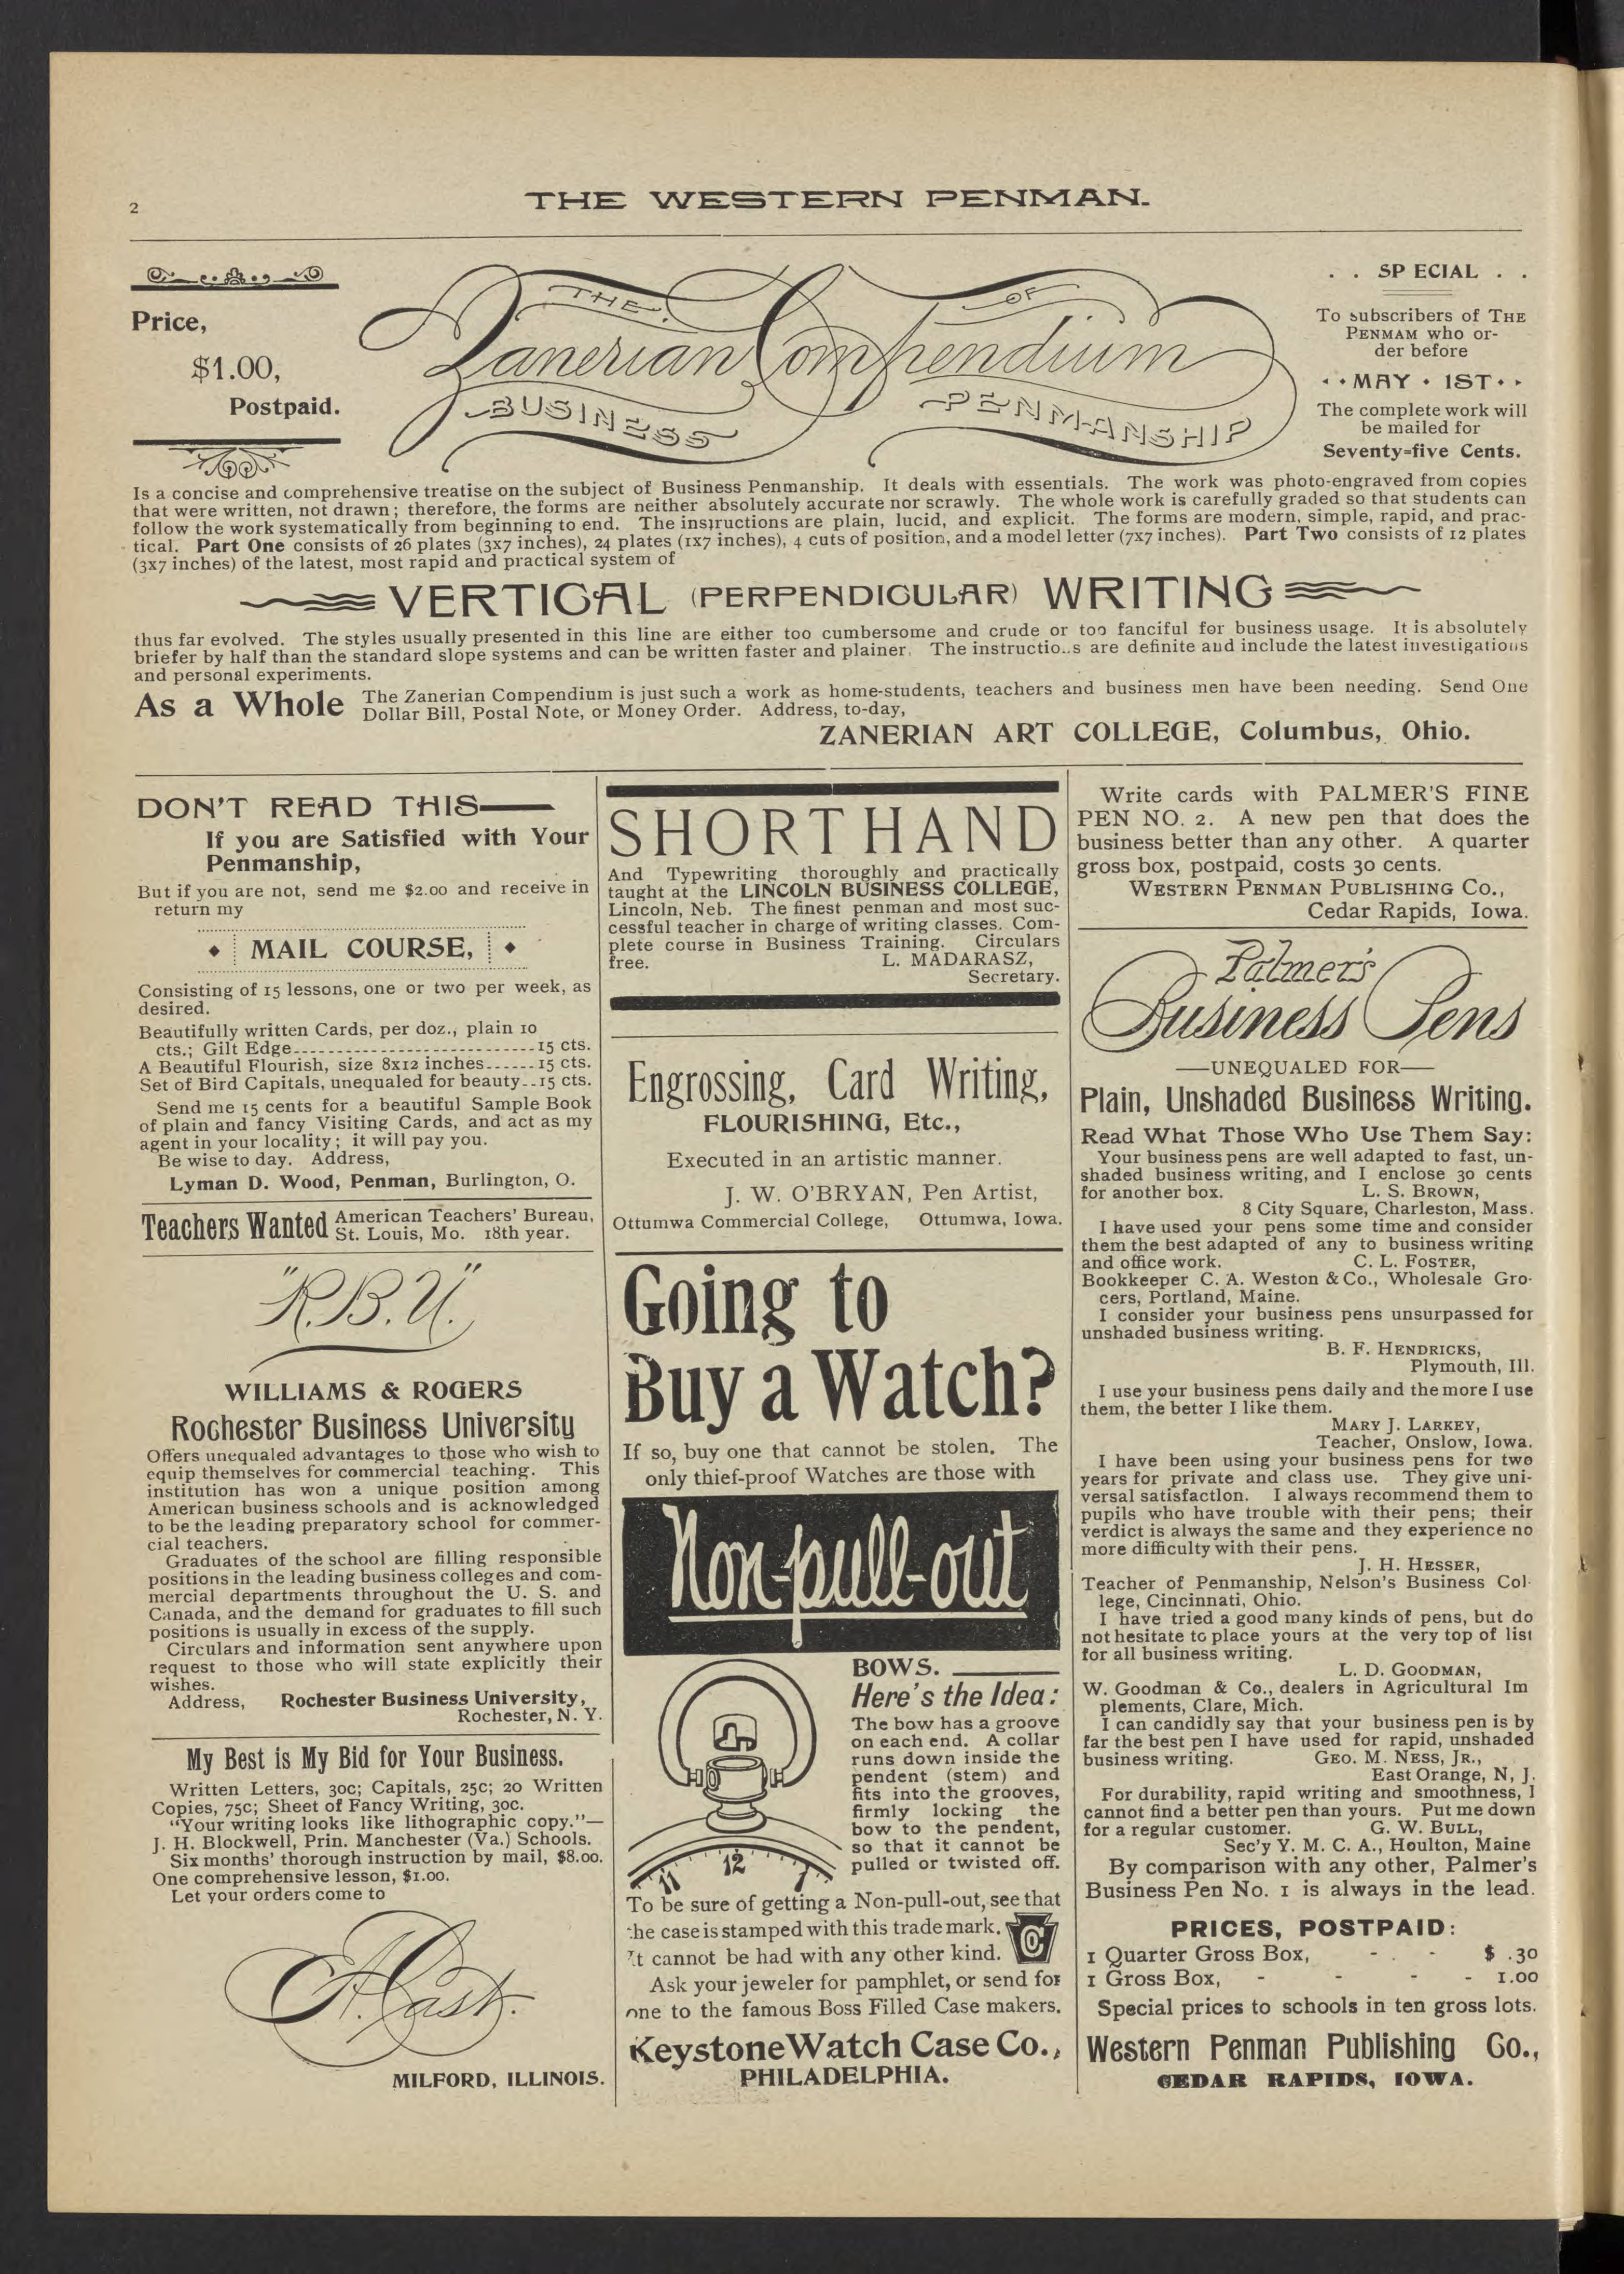 2
THE WESTERN PENMAN.
Price,
$1.00,
Postpaid.
THE
Zanerian Compendium
OF
BUSINESS
PENMANSHIP
. . SP ECIAL . .
To subscribers of THE
PENMAM who or-
der before
MAY • 1ST
The complete work will
be mailed for
Seventy-five Cents.
Is a concise and comprehensive treatise on the subject of Business Penmanship. It deals with essentials. The work was photo-engraved from copies
that were written, not drawn; therefore, the forms are neither absolutely accurate nor scrawly. The whole work is carefully graded so that students can
follow the work systematically from beginning to end. The instructions are plain, lucid, and explicit. The forms are modern, simple, rapid, and prac-
tical. Part One consists of 26 plates (3x7 inches), 24 plates (1x7 inches), 4 cuts of position, and a model letter (7x7 inches). Part Two consists of 12 plates
(3x7 inches) of the latest, most rapid and practical system of
VERTICAL (PERPENDICULAR) WRITING
thus far evolved. The styles usually presented in this line are either too cumbersome and crude or too fanciful for business usage. It is absolutely
briefer by half than the standard slope systems and can be written faster and plainer. The instructio..s are definite aud include the latest investigations
and personal experiments.
As a Whole The Zanerian Compendium is just such a work as home-students, teachers and business men have been needing. Send One
Dollar Bill, Postal Note, or Money Order. Address, to-day,
ZANERIAN ART COLLEGE, Columbus, Ohio.
DON'T READ THIS—
If you are Satisfied with Your
Penmanship,
But if you are not, send me $2.00 and receive in
return my
MAIL COURSE,
Consisting of 15 lessons, one or two per week, as
desired.
Beautifully written Cards, per doz., plain 10
cts.; Gilt Edge----------------------------15 cts.
A Beautiful Flourish, size 8x12 inches------15 cts.
Set of Bird Capitals, unequaled for beauty--15 cts.
Send me 15 cents for a beautiful Sample Book
of plain and fancy Visiting Cards, and act as my
agent in your locality; it will pay you.
Be wise to day. Address,
Lyman D. Wood, Penman, Burlington, O.
Teachers Wanted American Teachers' Bureau,
St. Louis, Mo. 18th year.
"R.B.U."
WILLIAMS & ROGERS
Rochester Business University
Offers unequaled advantages to those who wish to
equip themselves for commercial teaching. This
institution has won a unique position among
American business schools and is acknowledged
to be the leading preparatory school for commer-
cial teachers.
Graduates of the school are filling responsible
positions in the leading business colleges and com-
mercial departments throughout the U. S. and
Canada, and the demand for graduates to fill such
positions is usually in excess of the supply.
Circulars and information sent anywhere upon
request to those who will state explicitly their
wishes.
Address, Rochester Business University,
Rochester, N. Y.
My Best is My Bid for Your Business.
Written Letters, 30c; Capitals, 25c; 20 Written
Copies, 75c; Sheet of Fancy Writing, 30c.
"Your writing looks like lithographic copy."—
J. H. Blockwell, Prin. Manchester (Va.) Schools.
Six months' thorough instruction by mail, $8.00.
One comprehensive lesson, $1.00.
Let your orders come to
MILFORD, ILLINOIS.
SHORTHAND
And Typewriting thoroughly and practically
taught at the LINCOLN BUSINESS COLLEGE,
Lincoln, Neb. The finest penman and most suc-
cessful teacher in charge of writing classes. Com-
plete course in Business Training. Circulars
free. L. MADARASZ,
Secretary.
Engrossing, Card Writing,
FLOURISHING, Etc.,
Executed in an artistic manner.
J. W. O'BRYAN, Pen Artist,
Ottumwa Commercial College, Ottumwa, Iowa.
Going to
Buy a Watch?
If so, buy one that cannot be stolen. The
only thief-proof Watches are those with
Non-pull-out
BOWS.
Here's the Idea:
The bow has a groove
on each end. A collar
runs down inside the
pendent (stem) and
fits into the grooves,
firmly locking the
bow to the pendent,
so that it cannot be
pulled or twisted off.
11 12 1
To be sure of getting a Non-pull-out, see that
the case is stamped with this trade mark.
It cannot be had with any other kind.
Ask your jeweler for pamphlet, or send for
one to the famous Boss Filled Case makers.
Keystone Watch Case Co.,
PHILADELPHIA.
Write cards with PALMER'S FINE
PEN NO. 2. A new pen that does the
business better than any other. A quarter
gross box, postpaid, costs 30 cents.
WESTERN PENMAN PUBLISHING CO.,
Cedar Rapids, Iowa.
Palmer's
Business Pens
—UNEQUALED FOR—
Plain, Unshaded Business Writing.
Read What Those Who Use Them Say:
Your business pens are well adapted to fast, un-
shaded business writing, and I enclose 30 cents
for another box. L. S. BROWN,
8 City Square, Charleston, Mass.
I have used your pens some time and consider
them the best adapted of any to business writing
and office work. C. L. FOSTER,
Bookkeeper C. A. Weston & Co., Wholesale Gro-
cers, Portland, Maine.
I consider your business pens unsurpassed for
unshaded business writing.
B. F. HENDRICKS,
Plymouth, Ill.
I use your business pens daily and the more I use
them, the better I like them.
MARY J. LARKEY,
Teacher, Onslow, Iowa.
I have been using your business pens for two
years for private and class use. They give uni-
versal satisfactlon. I always recommend them to
pupils who have trouble with their pens; their
verdict is always the same and they experience no
more difficulty with their pens.
J. H. HESSER,
Teacher of Penmanship, Nelson's Business Col-
lege, Cincinnati, Ohio.
I have tried a good many kinds of pens, but do
not hesitate to place yours at the very top of list
for all business writing.
L. D. GOODMAN,
W. Goodman & Co., dealers in Agricultural Im
plements, Clare, Mich.
I can candidly say that your business pen is by
far the best pen I have used for rapid, unshaded
business writing. GEO. M. NESS, JR.,
East Orange, N, J.
For durability, rapid writing and smoothness, I
cannot find a better pen than yours. Put me down
for a regular customer. G. W. BULL,
Sec'y Y. M. C. A., Houlton, Maine
By comparison with any other, Palmer's
Business Pen No. 1 is always in the lead.
PRICES, POSTPAID:
1 Quarter Gross Box, - - $ .30
1 Gross Box, - - - - 1.00
Special prices to schools in ten gross lots.
Western Penman Publishing Co.,
CEDAR RAPIDS, IOWA.